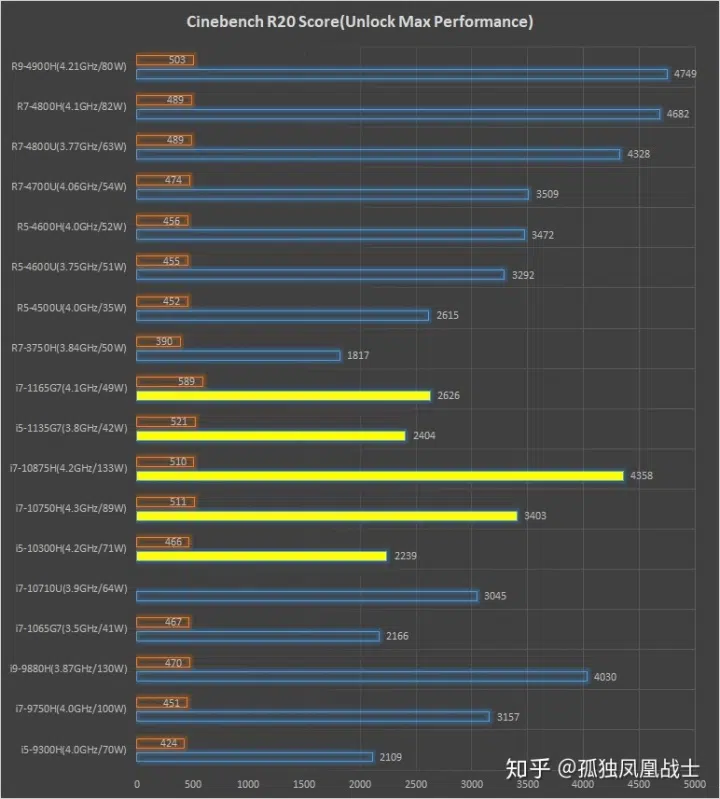 Cinebench R20 Score(Unlock Max Performance)
R9-4900H(4.21GHz/80W) 503 4749
R7-4800H(4.1GHz/82W) 489 4682
R7-4800U(3.77GHz/63W) 489 4328
R7-4700U(4.06GHz/54W) 474 3509
R5-4600H(4.0GHz/52W) 456 3472
R5-4600U(3.75GHz/51W) 455 3292
R5-4500U(4.0GHz/35W) 452 2615
R7-3750H(3.84GHz/50W) 390 1817
i7-1165G7(4.1GHz/49W) 589 2626
i5-1135G7(3.8GHz/42W) 521 2404
i7-10875H(4.2GHz/133W) 510 4358
i7-10750H(4.3GHz/89W) 511 3403
i5-10300H(4.2GHz/71W) 466 2239
i7-10710U(3.9GHz/64W) 3045
i7-1065G7(3.5GHz/41W) 467 2166
i9-9880H(3.87GHz/130W) 470 4030
i7-9750H(4.0GHz/100W) 451 3157
i5-9300H(4.0GHz/70W) 424 2109
知乎 @孤独凤凰战士
0 500 1000 1500 2000 2500 3000 3500 4000 4500 5000